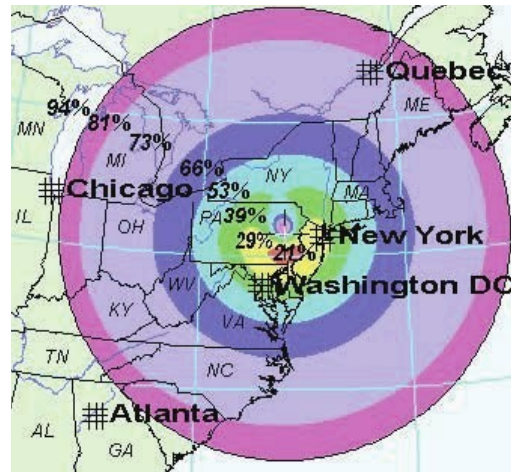 Quebec
94%
ME
81%
MN
73%
MI
66%
NY
Chicago
53%
MA
PA
39%
IL
OH
New York
29%
21%
WV
Washington DC
KY
VA
TN
NC
Atlanta
AL
GA